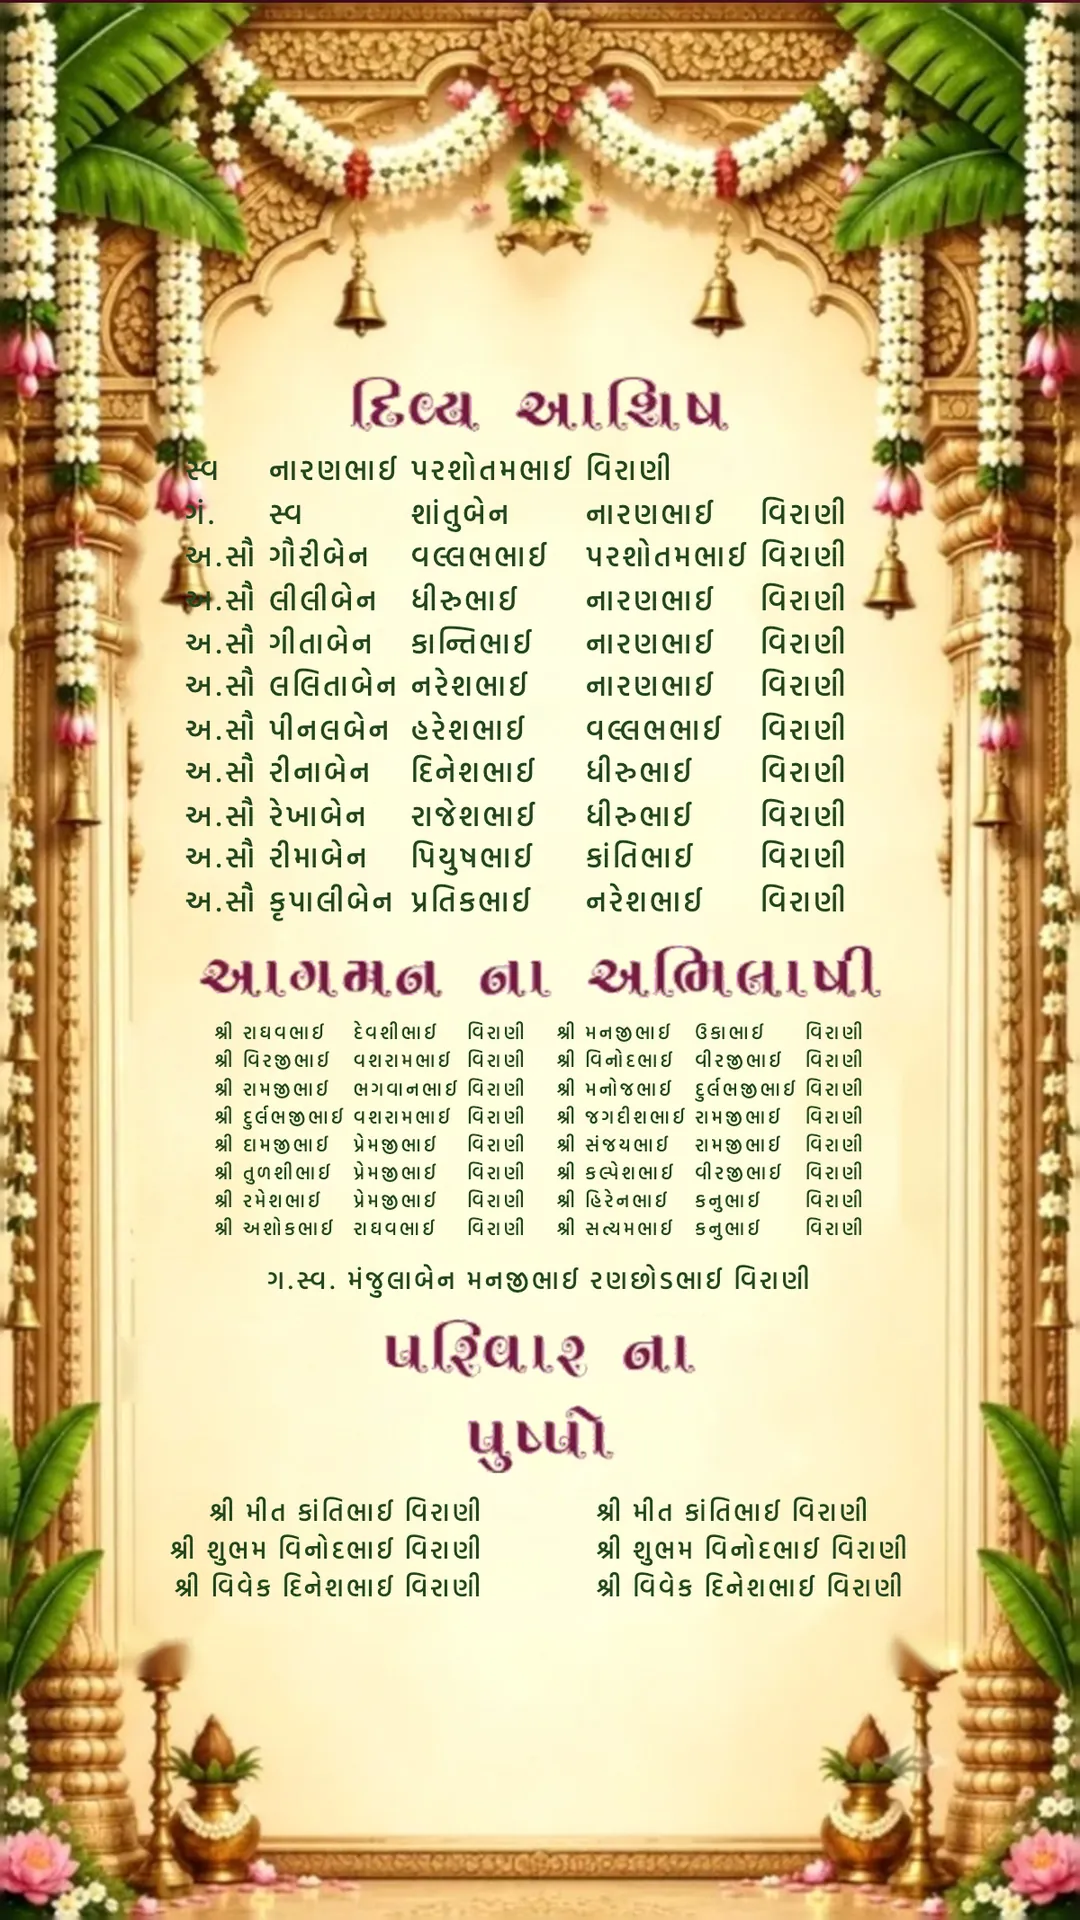 દિવ્ય આશિષ
સ્વ નારણભાઈ પરશોતમભાઈ વિરાણી
ગં. સ્વ શાંતુબેન નારણભાઈ વિરાણી
અ.સૌ ગૌરીબેન વલ્લભભાઈ પરશોતમભાઈ વિરાણી
અ.સૌ લીલીબેન ધીરુભાઈ નારણભાઈ વિરાણી
અ.સૌ ગીતાબેન કાન્તિભાઈ નારણભાઈ વિરાણી
અ.સૌ લલિતાબેન નરેશભાઈ નારણભાઈ વિરાણી
અ.સૌ પીનલબેન હરેશભાઈ વલ્લભભાઈ વિરાણી
અ.સૌ રીનાબેન દિનેશભાઈ ધીરુભાઈ વિરાણી
અ.સૌ રેખાબેન રાજેશભાઈ ધીરુભાઈ વિરાણી
અ.સૌ રીમાબેન પિયુષભાઈ કાંતિભાઈ વિરાણી
અ.સૌ કૃપાલીબેન પ્રતિકભાઈ નરેશભાઈ વિરાણી
આગમન ના અભિલાષી
શ્રી રાઘવભાઈ દેવશીભાઈ વિરાણી શ્રી મનજીભાઈ ઉકાભાઈ વિરાણી
શ્રી વિરજીભાઈ વશરામભાઈ વિરાણી શ્રી વિનોદભાઈ વીરજીભાઈ વિરાણી
શ્રી રામજીભાઈ ભગવાનભાઈ વિરાણી શ્રી મનોજભાઈ દુર્લભજીભાઈ વિરાણી
શ્રી દુર્લભજીભાઈ વશરામભાઈ વિરાણી શ્રી જગદીશભાઈ રામજીભાઈ વિરાણી
શ્રી દામજીભાઈ પ્રેમજીભાઈ વિરાણી શ્રી સંજયભાઈ રામજીભાઈ વિરાણી
શ્રી તુળશીભાઈ પ્રેમજીભાઈ વિરાણી શ્રી કલ્પેશભાઈ વીરજીભાઈ વિરાણી
શ્રી રમેશભાઈ પ્રેમજીભાઈ વિરાણી શ્રી હિરેનભાઈ કનુભાઈ વિરાણી
શ્રી અશોકભાઈ રાઘવભાઈ વિરાણી શ્રી સત્યમભાઈ કનુભાઈ વિરાણી
ગ.સ્વ. મંજુલાબેન મનજીભાઈ રણછોડભાઈ વિરાણી
પરિવાર ના
પુષ્પો
શ્રી મીત કાંતિભાઈ વિરાણી શ્રી મીત કાંતિભાઈ વિરાણી
શ્રી શુભમ વિનોદભાઈ વિરાણી શ્રી શુભમ વિનોદભાઈ વિરાણી
શ્રી વિવેક દિનેશભાઈ વિરાણી શ્રી વિવેક દિનેશભાઈ વિરાણી